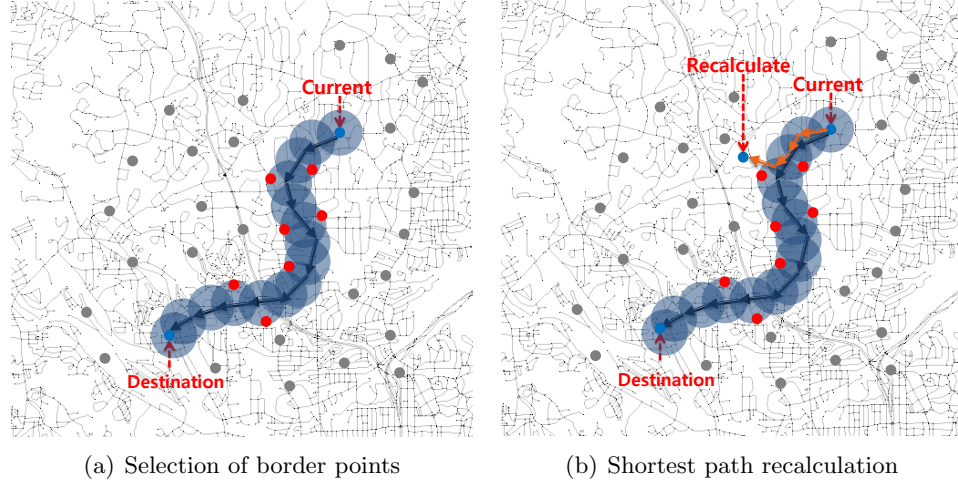 Current
Destination
Recalculate
Current
Destination
(a) Selection of border points
(b) Shortest path recalculation